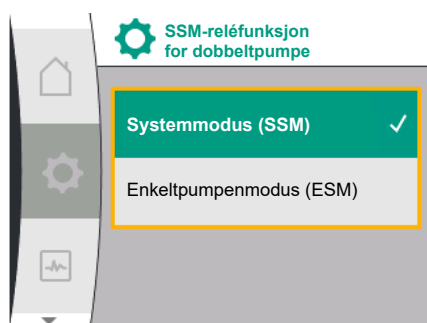 SSM-reléfunksjon
for dobbeltpumpe
Systemmodus (SSM)
Enkeltpumpenmodus (ESM)